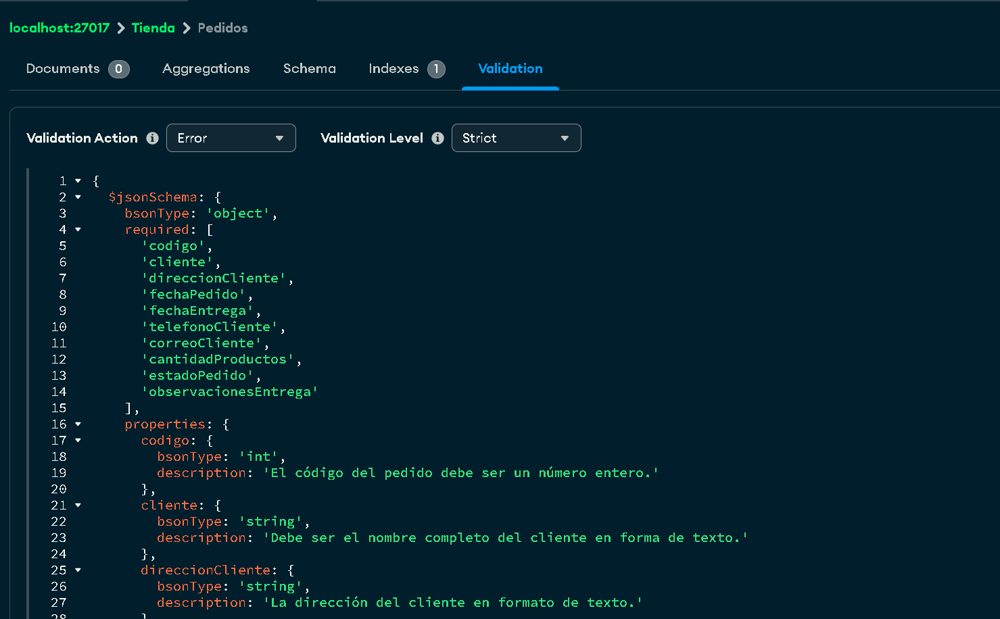 localhost:27017 > Tienda > Pedidos
Documents 0 Aggregations Schema Indexes 1 Validation
Validation Action Error Validation Level Strict
1 {
2 $jsonSchema: {
3 bsonType: 'object',
4 required: [
5 'codigo',
6 'cliente',
7 'direccionCliente',
8 'fechaPedido',
9 'fechaEntrega',
10 'telefonoCliente',
11 'correoCliente',
12 'cantidadProductos',
13 'estadoPedido',
14 'observacionesEntrega'
15 ],
16 properties: {
17 codigo: {
18 bsonType: 'int',
19 description: 'El código del pedido debe ser un número entero.'
20 },
21 cliente: {
22 bsonType: 'string',
23 description: 'Debe ser el nombre completo del cliente en forma de texto.'
24 },
25 direccionCliente: {
26 bsonType: 'string',
27 description: 'La dirección del cliente en formato de texto.'
28 }